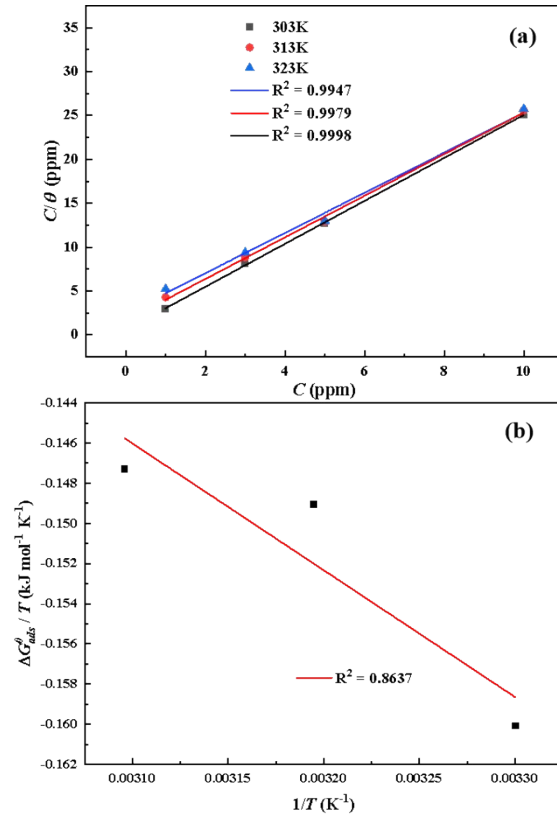 (a)
303K
313K
323K
R² = 0.9947
R² = 0.9979
R² = 0.9998
35
30
25
20
15
10
5
0
C/θ (ppm)
0 2 4 6 8 10
C (ppm)
(b)
-0.144
-0.146
-0.148
-0.150
-0.152
-0.154
-0.156
-0.158
-0.160
-0.162
ΔG^θ_ads / T (kJ mol⁻¹ K⁻¹)
R² = 0.8637
0.00310 0.00315 0.00320 0.00325 0.00330
1/T (K⁻¹)